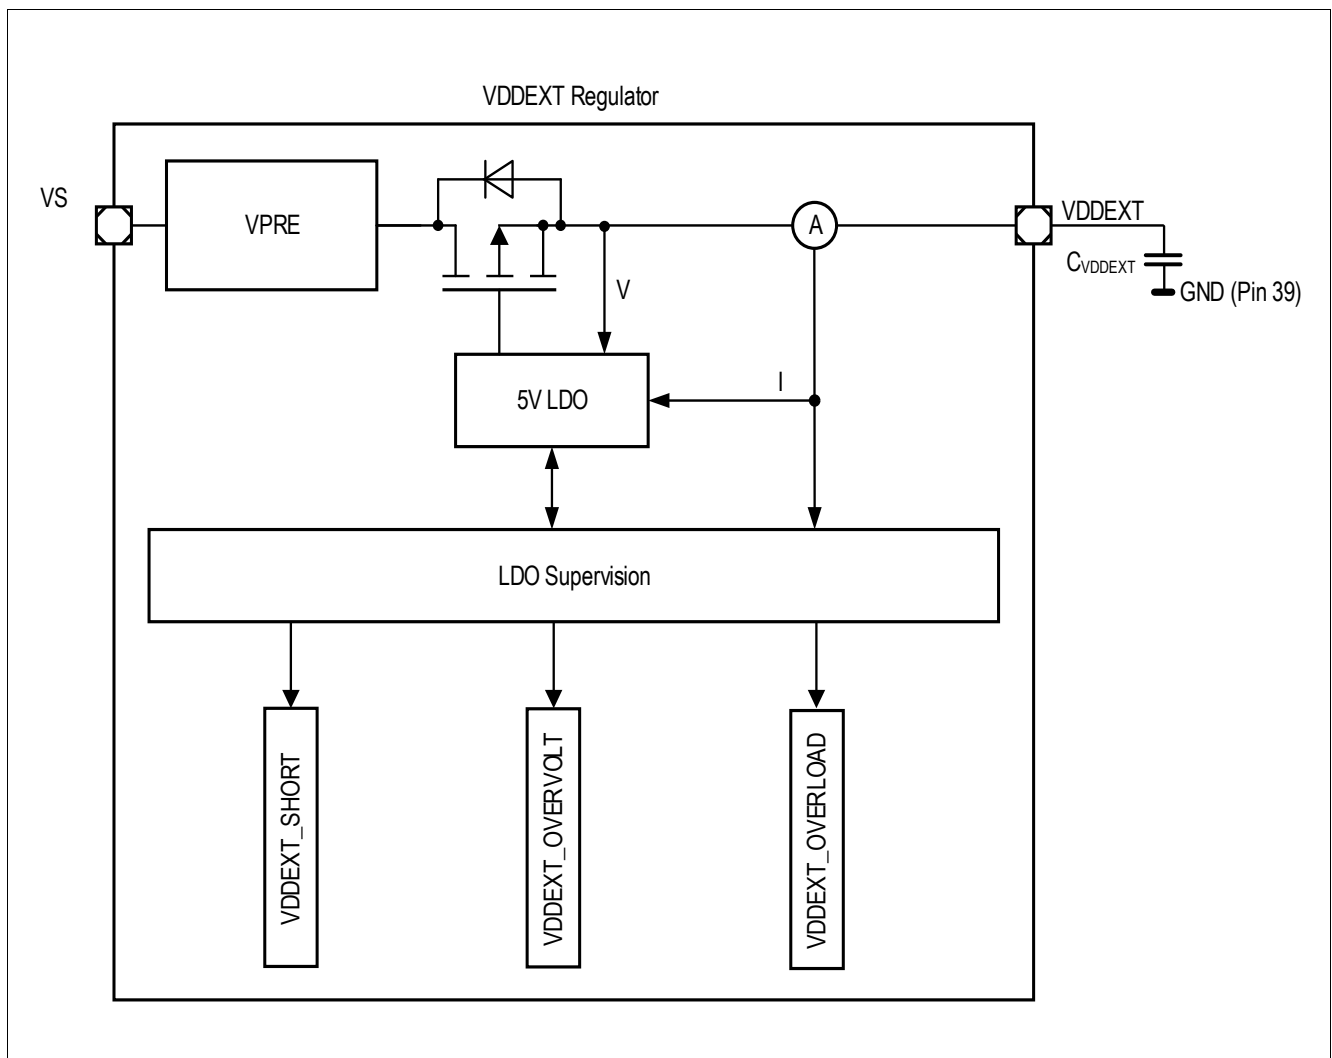 VDDEXT Regulator
VS
VPRE
VDDEXT
A
CVDDEXT
GND (Pin 39)
V
I
5V LDO
LDO Supervision
VDDEXT_SHORT
VDDEXT_OVERVOLT
VDDEXT_OVERLOAD